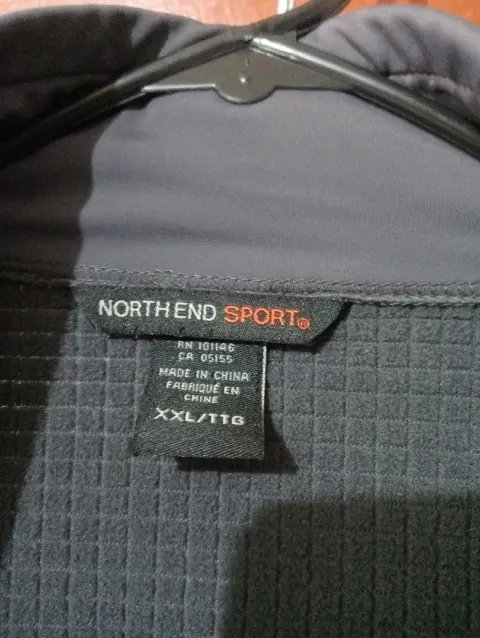 NORTH END SPORT®
RN 101146
CA 05155
MADE IN CHINA
FABRIQUÉ EN
CHINE
XXL/TTG